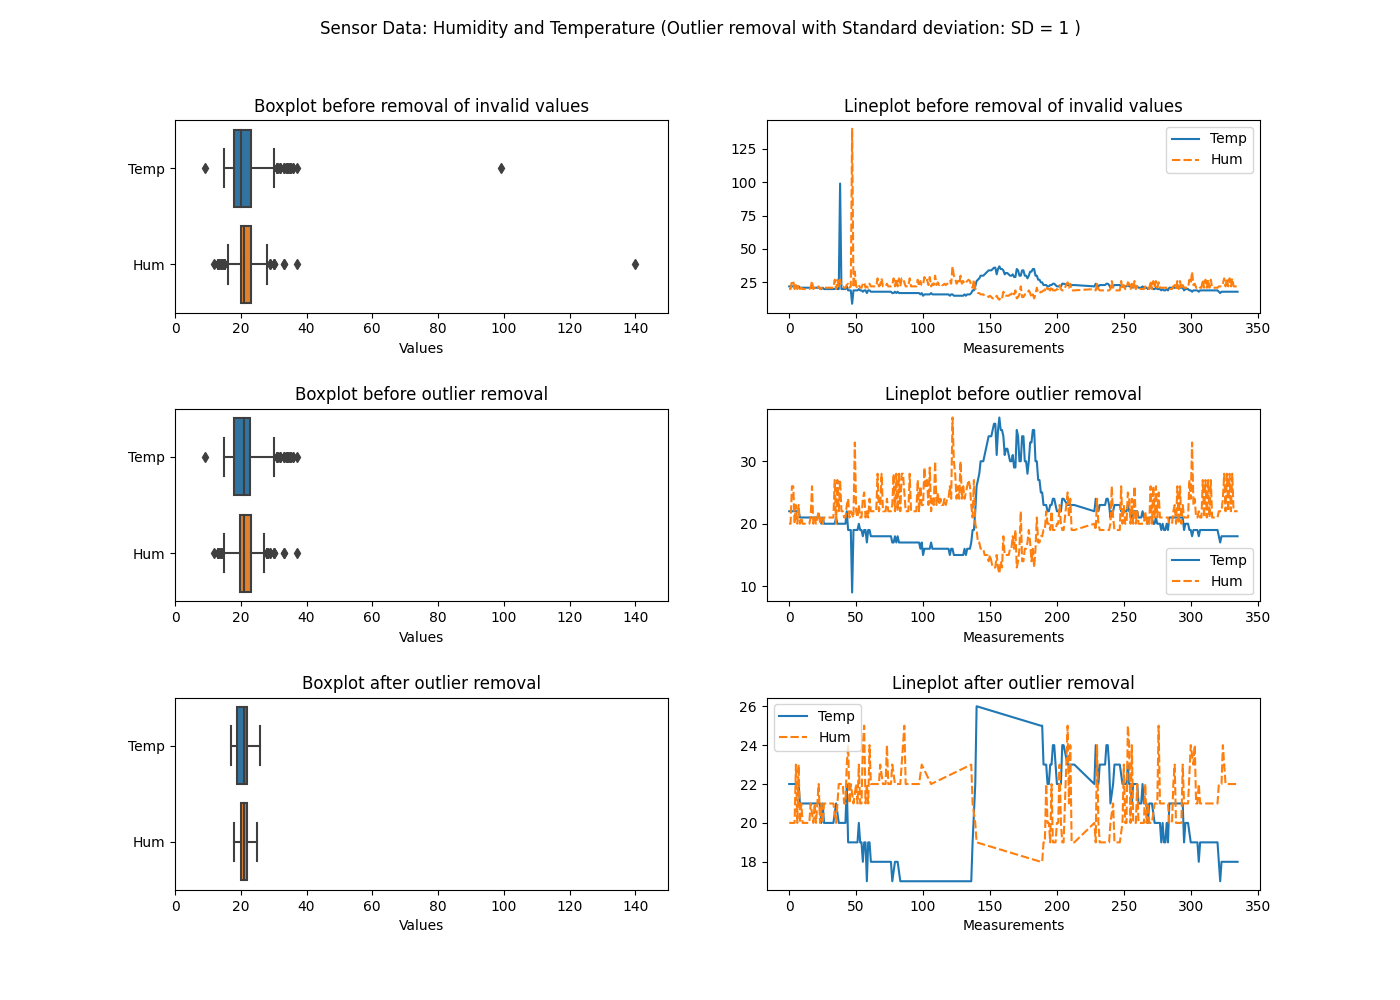 Sensor Data: Humidity and Temperature (Outlier removal with Standard deviation: SD = 1 )
Boxplot before removal of invalid values
Temp
Hum
0 20 40 60 80 100 120 140
Values
Lineplot before removal of invalid values
125
100
75
50
25
Temp
Hum
0 50 100 150 200 250 300 350
Measurements
Boxplot before outlier removal
Temp
Hum
0 20 40 60 80 100 120 140
Values
Lineplot before outlier removal
30
20
10
Temp
Hum
0 50 100 150 200 250 300 350
Measurements
Boxplot after outlier removal
Temp
Hum
0 20 40 60 80 100 120 140
Values
Lineplot after outlier removal
26
24
22
20
18
Temp
Hum
0 50 100 150 200 250 300 350
Measurements